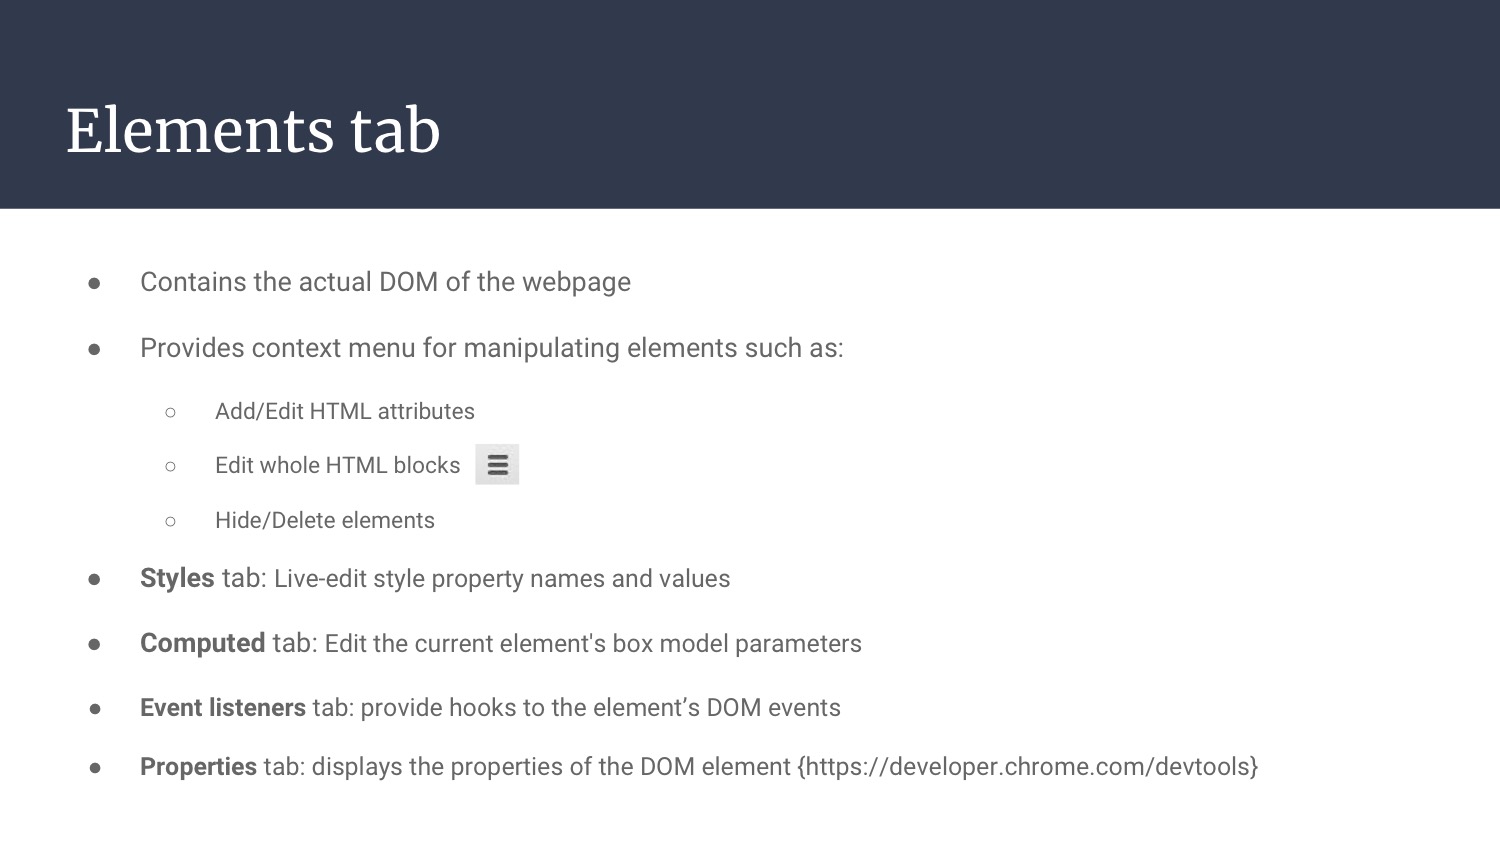 Elements tab
● Contains the actual DOM of the webpage
● Provides context menu for manipulating elements such as:
○ Add/Edit HTML attributes
○ Edit whole HTML blocks
○ Hide/Delete elements
● Styles tab: Live-edit style property names and values
● Computed tab: Edit the current element's box model parameters
● Event listeners tab: provide hooks to the element’s DOM events
● Properties tab: displays the properties of the DOM element {https://developer.chrome.com/devtools}